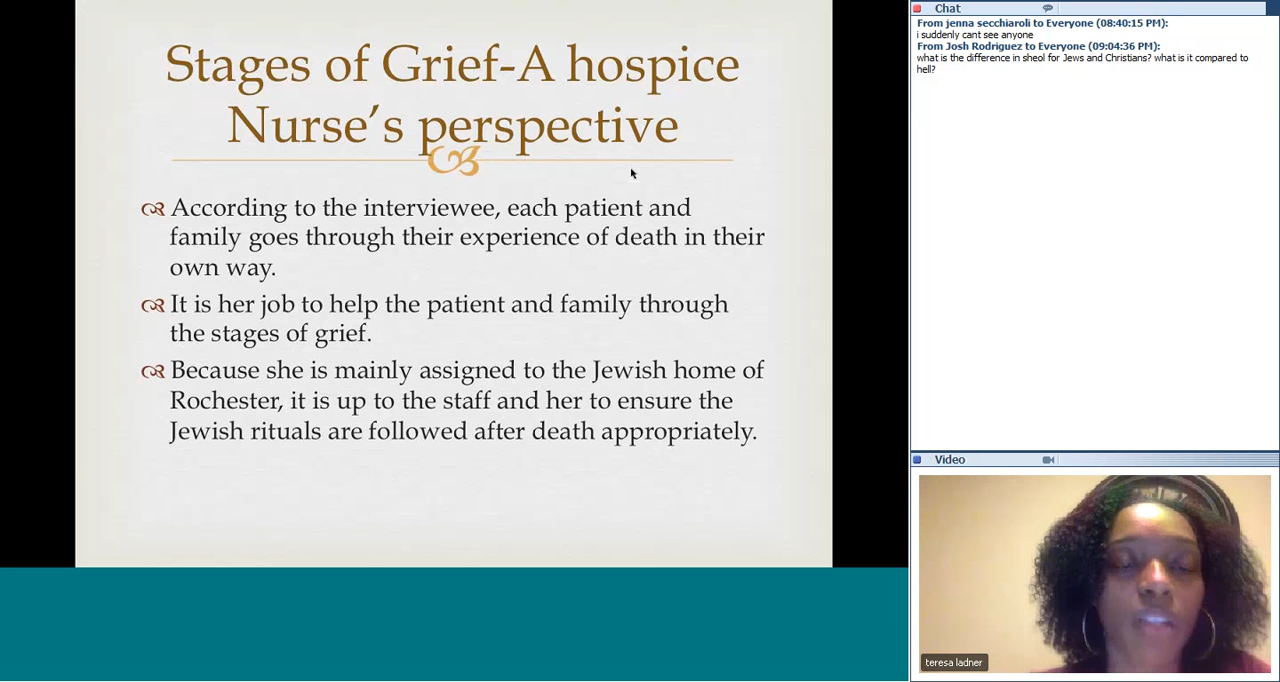 Stages of Grief-A hospice
Nurse's perspective
According to the interviewee, each patient and
family goes through their experience of death in their
own way.
It is her job to help the patient and family through
the stages of grief.
Because she is mainly assigned to the Jewish home of
Rochester, it is up to the staff and her to ensure the
Jewish rituals are followed after death appropriately.
Chat
From jenna secchiaroli to Everyone (08:40:15 PM):
i suddenly cant see anyone
From Josh Rodriguez to Everyone (09:04:36 PM):
what is the difference in sheol for Jews and Christians? what is it compared to
hell?
Video
teresa ladner